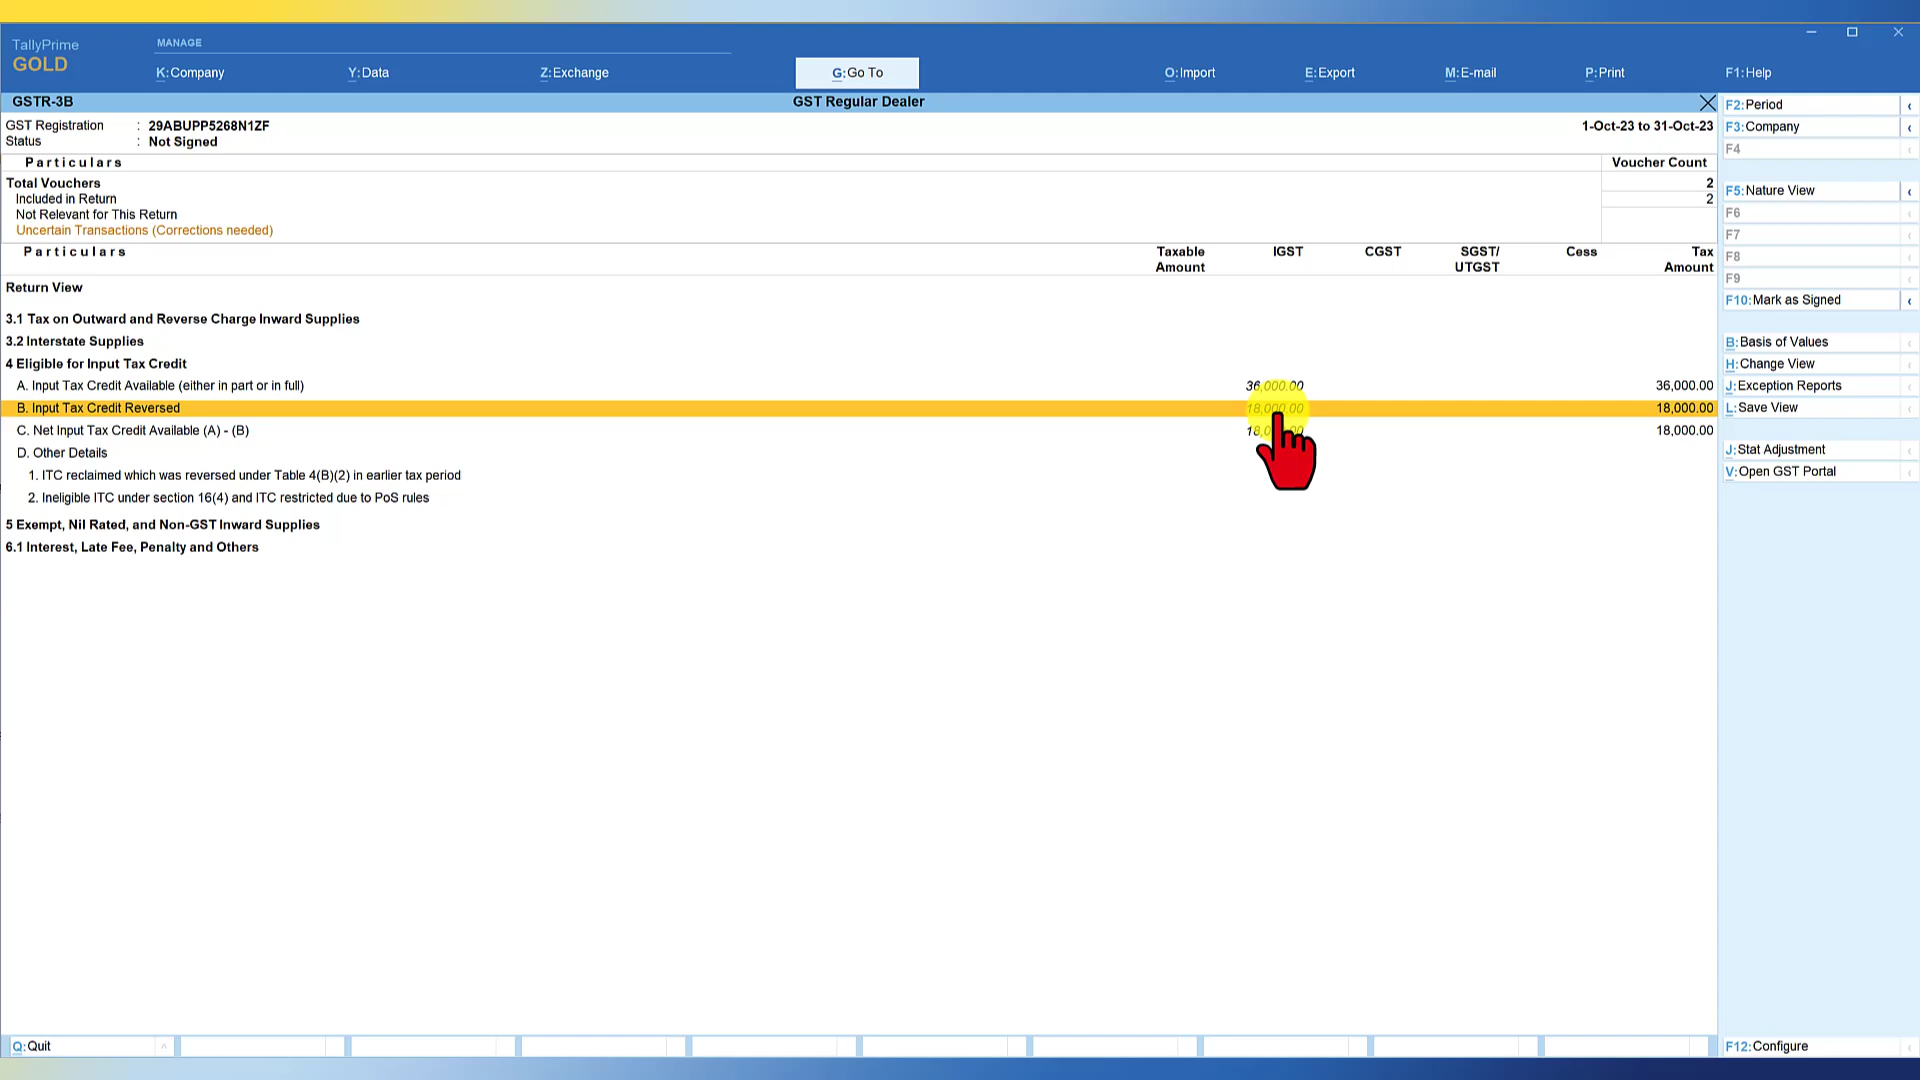 TallyPrime
GOLD
MANAGE
K:Company
Y:Data
Z:Exchange
G:Go To
O:Import
E:Export
M:E-mail
P:Print
F1:Help
GSTR-3B
GST Regular Dealer
GST Registration : 29ABUPP5268N1ZF
1-Oct-23 to 31-Oct-23
Status : Not Signed
Particulars Voucher Count
Total Vouchers 2
Included in Return 2
Not Relevant for This Return
Uncertain Transactions (Corrections needed)
Particulars Taxable Amount IGST CGST SGST/ UTGST Cess Tax Amount
Return View
3.1 Tax on Outward and Reverse Charge Inward Supplies
3.2 Interstate Supplies
4 Eligible for Input Tax Credit
A. Input Tax Credit Available (either in part or in full) 36,000.00 36,000.00
B. Input Tax Credit Reversed 18,000.00 18,000.00
C. Net Input Tax Credit Available (A) - (B) 18,000.00
D. Other Details
1. ITC reclaimed which was reversed under Table 4(B)(2) in earlier tax period
2. Ineligible ITC under section 16(4) and ITC restricted due to PoS rules
5 Exempt, Nil Rated, and Non-GST Inward Supplies
6.1 Interest, Late Fee, Penalty and Others
F2:Period
F3:Company
F4
F5:Nature View
F6
F7
F8
F9
F10:Mark as Signed
B:Basis of Values
H:Change View
J:Exception Reports
L:Save View
J:Stat Adjustment
V:Open GST Portal
Q:Quit
F12:Configure